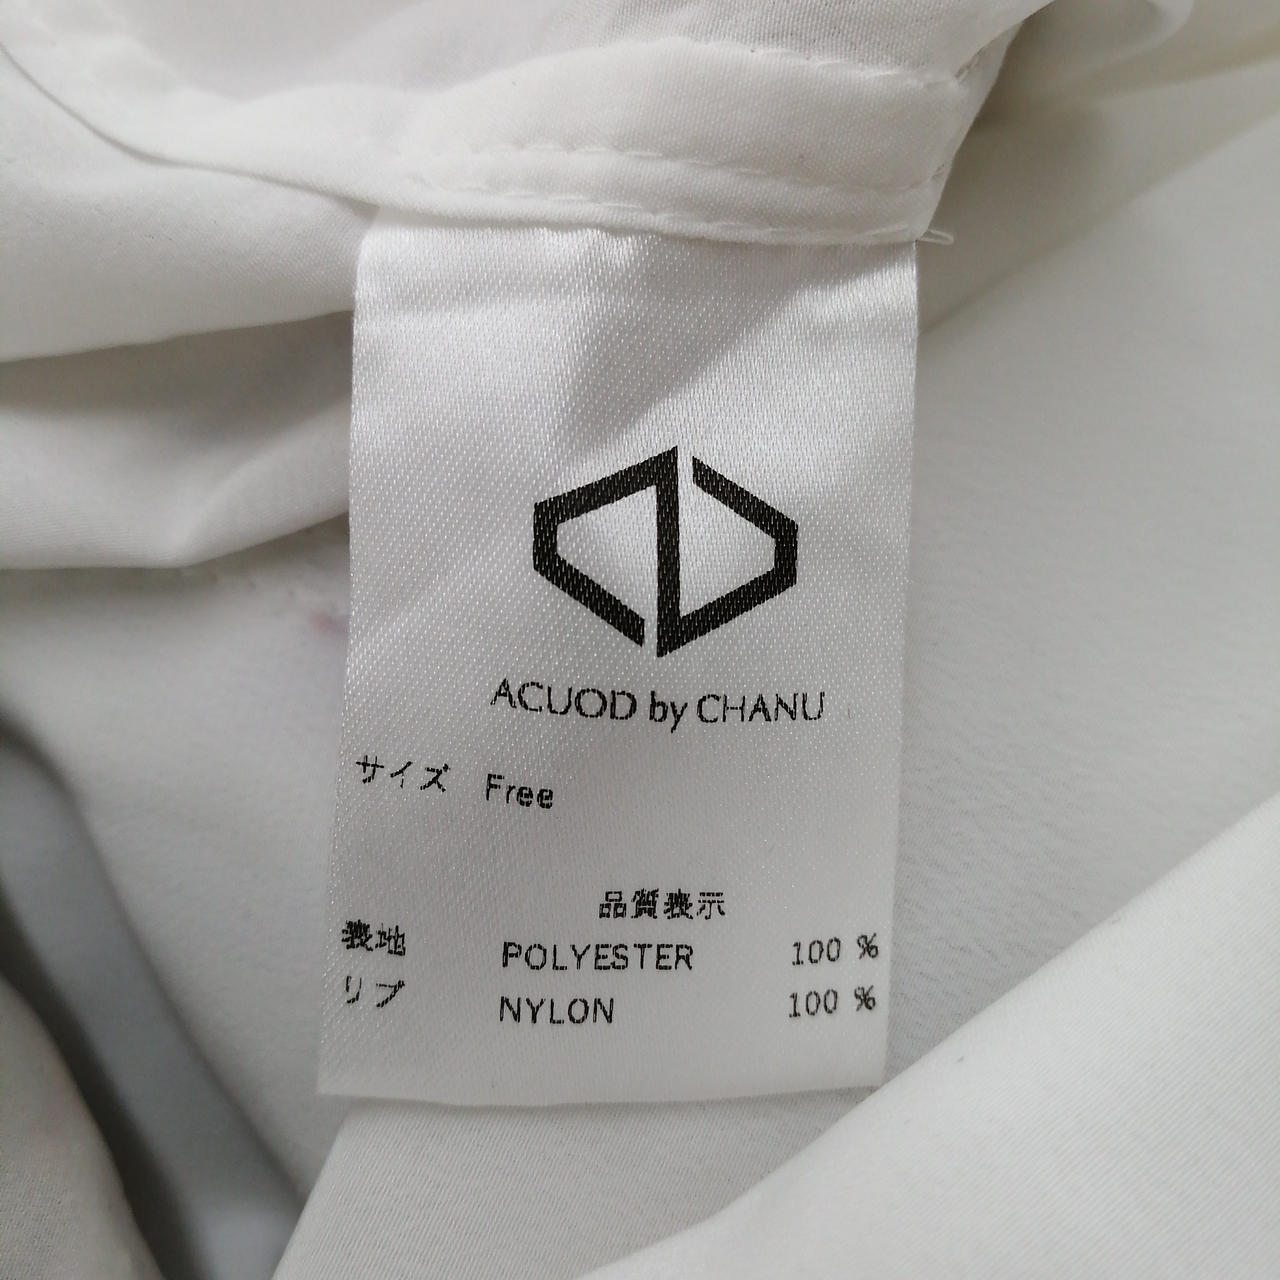 ACUOD by CHANU
サイズ Free
品質表示
表地 POLYESTER 100 %
リブ NYLON 100 %